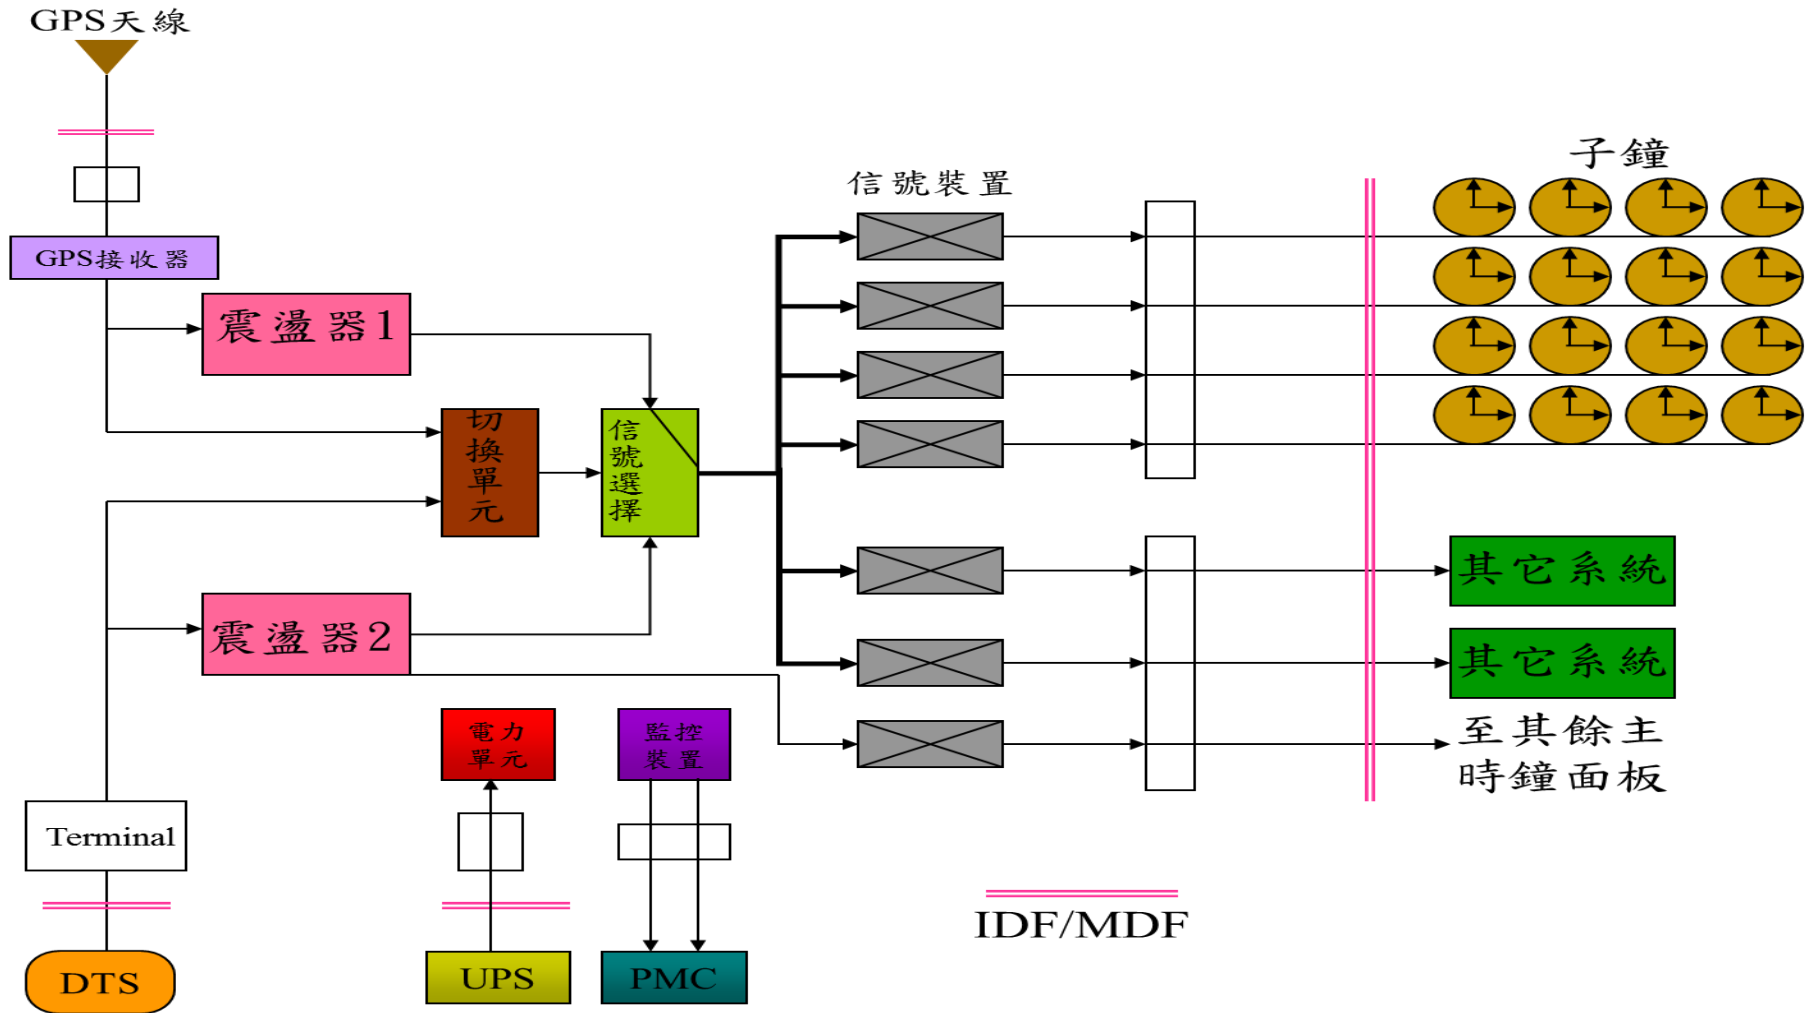 GPS天線
子鐘
信號裝置
GPS接收器
震盪器1
切換單元
信號選擇
其它系統
震盪器2
其它系統
電力
單元
監控
裝置
至其餘主
時鐘面板
Terminal
IDF/MDF
DTS
UPS
PMC